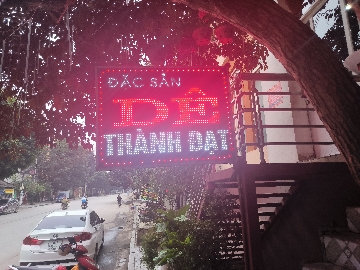 ĐẶC SẢN
DÊ
THÀNH ĐẠT